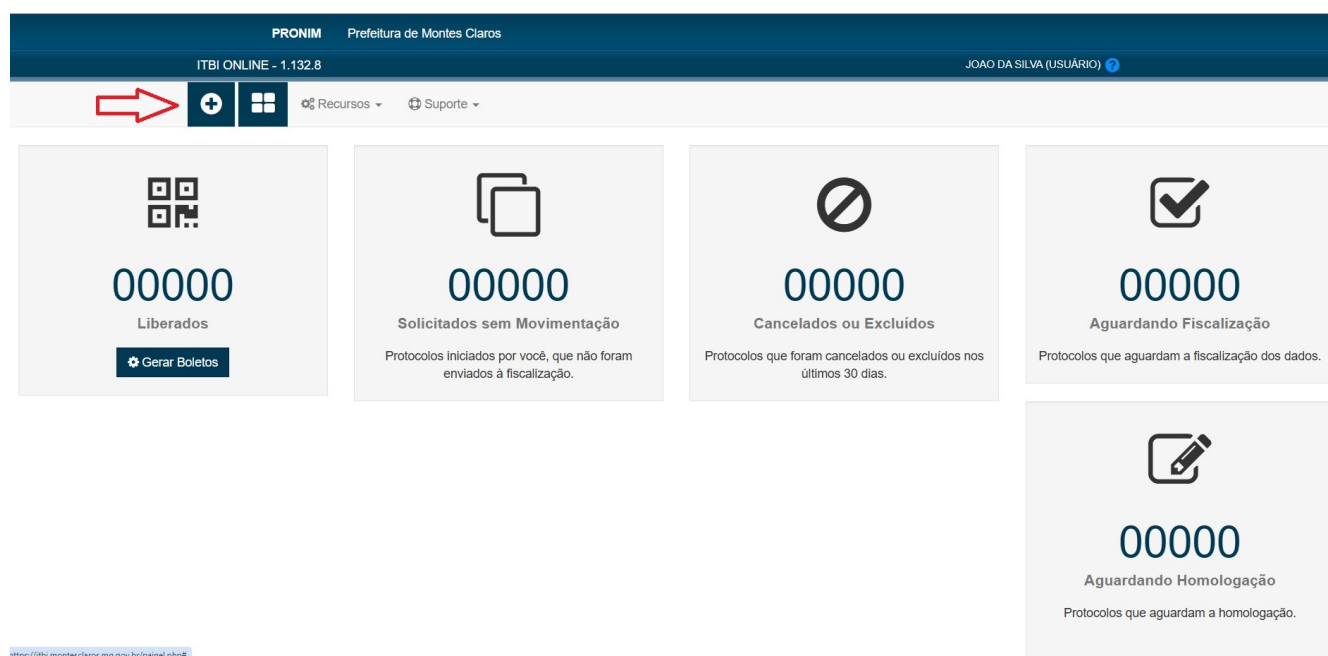 PRONIM Prefeitura de Montes Claros
ITBI ONLINE - 1.132.8 JOAO DA SILVA (USUÁRIO) ?
Recursos Suporte
00000
Liberados
Gerar Boletos
00000
Solicitados sem Movimentação
Protocolos iniciados por você, que não foram
enviados à fiscalização.
00000
Cancelados ou Excluídos
Protocolos que foram cancelados ou excluídos nos
últimos 30 dias.
00000
Aguardando Fiscalização
Protocolos que aguardam a fiscalização dos dados.
00000
Aguardando Homologação
Protocolos que aguardam a homologação.